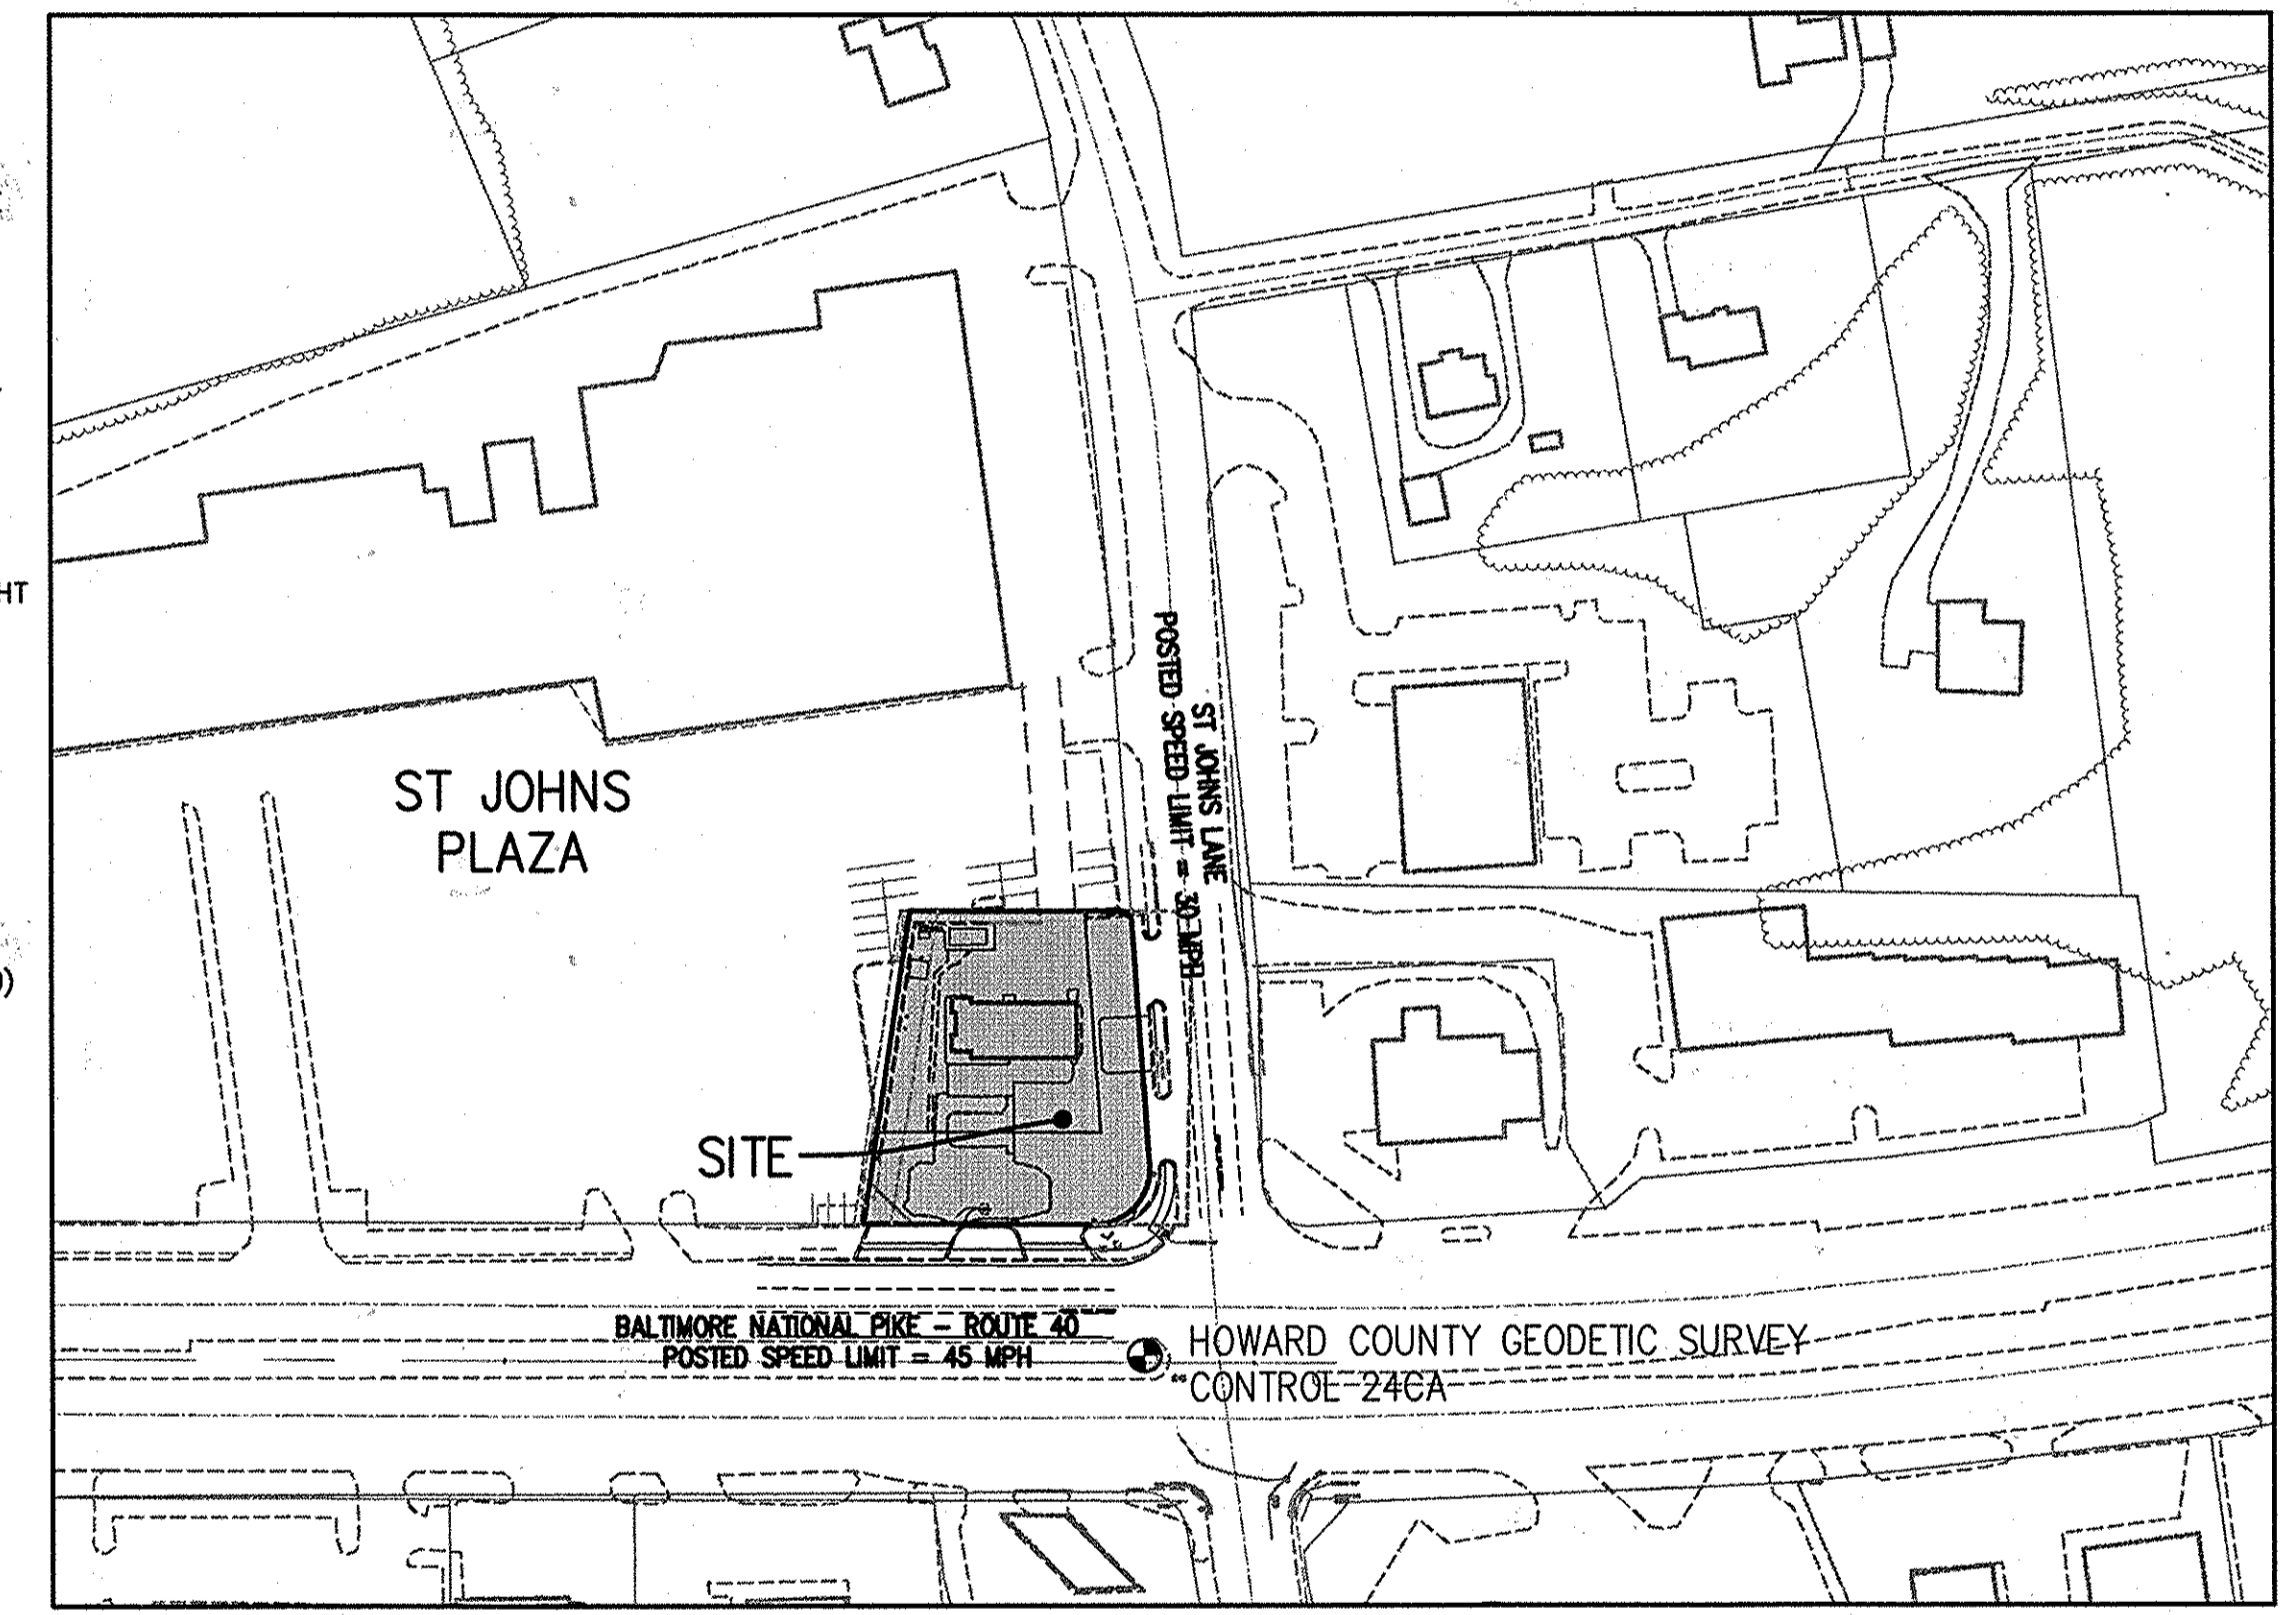 HT
)
ST JOHNS
PLAZA
ST JOHNS LANE
POSTED SPEED LIMIT = 30 MPH
SITE
BALTIMORE NATIONAL PIKE – ROUTE 40
POSTED SPEED LIMIT = 45 MPH
HOWARD COUNTY GEODETIC SURVEY
CONTROL 24CA